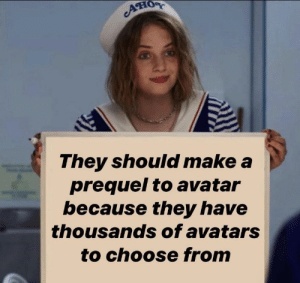 AHOY
They should make a
prequel to avatar
because they have
thousands of avatars
to choose from